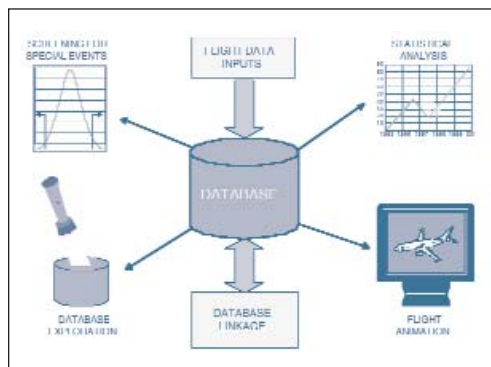 SCREENING FOR
SPECIAL EVENTS
FLIGHT DATA
INPUTS
STATISTICAL
ANALYSIS
DATABASE
DATABASE
EXPLORATION
DATABASE
LINKAGE
FLIGHT
ANIMATION